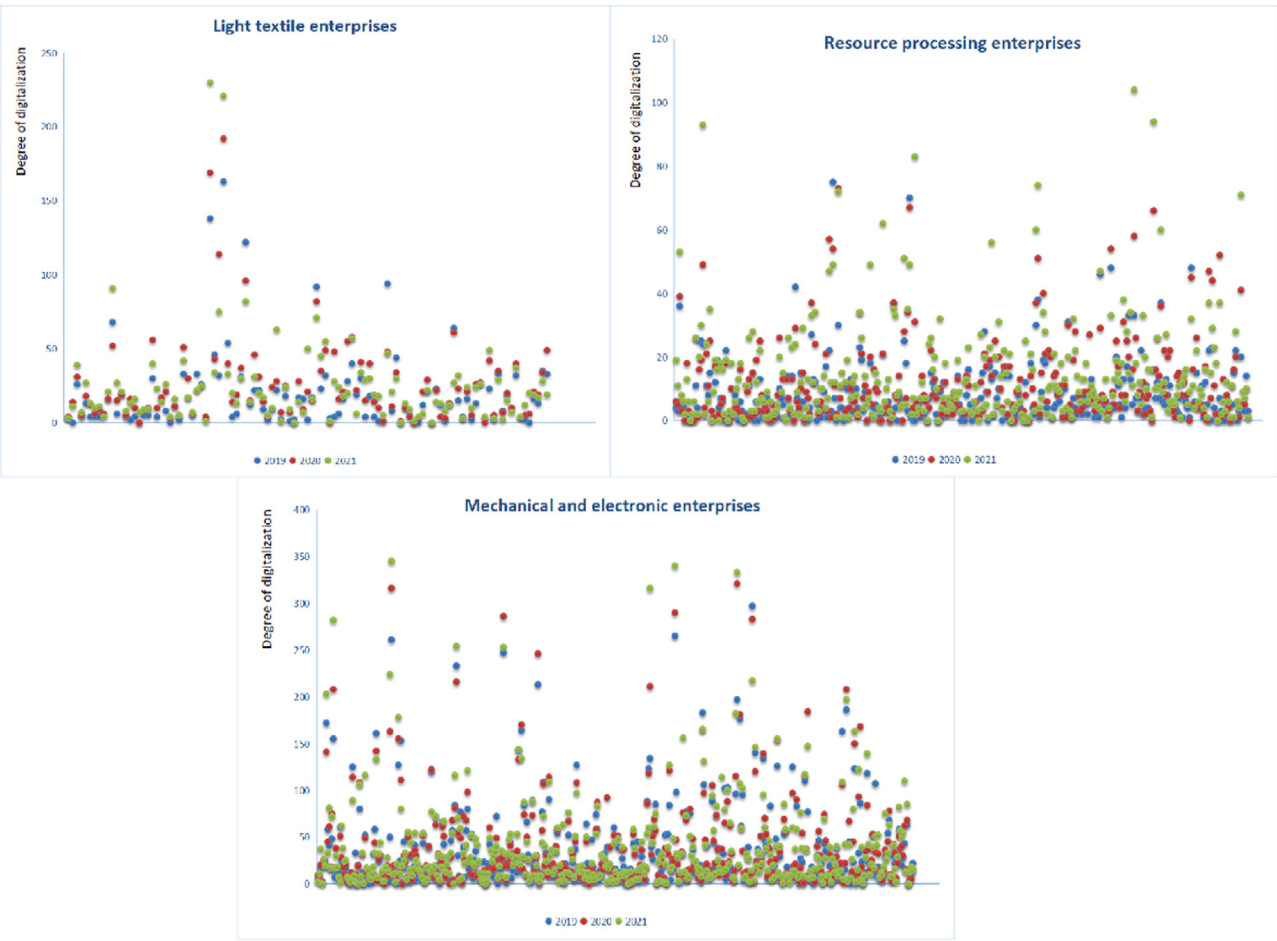 Light textile enterprises
Degree of digitalization
250
200
150
100
50
0
2019 2020 2021
Resource processing enterprises
Degree of digitalization
120
100
80
60
40
20
0
2019 2020 2021
Mechanical and electronic enterprises
Degree of digitalization
400
350
300
250
200
150
100
50
0
2019 2020 2021